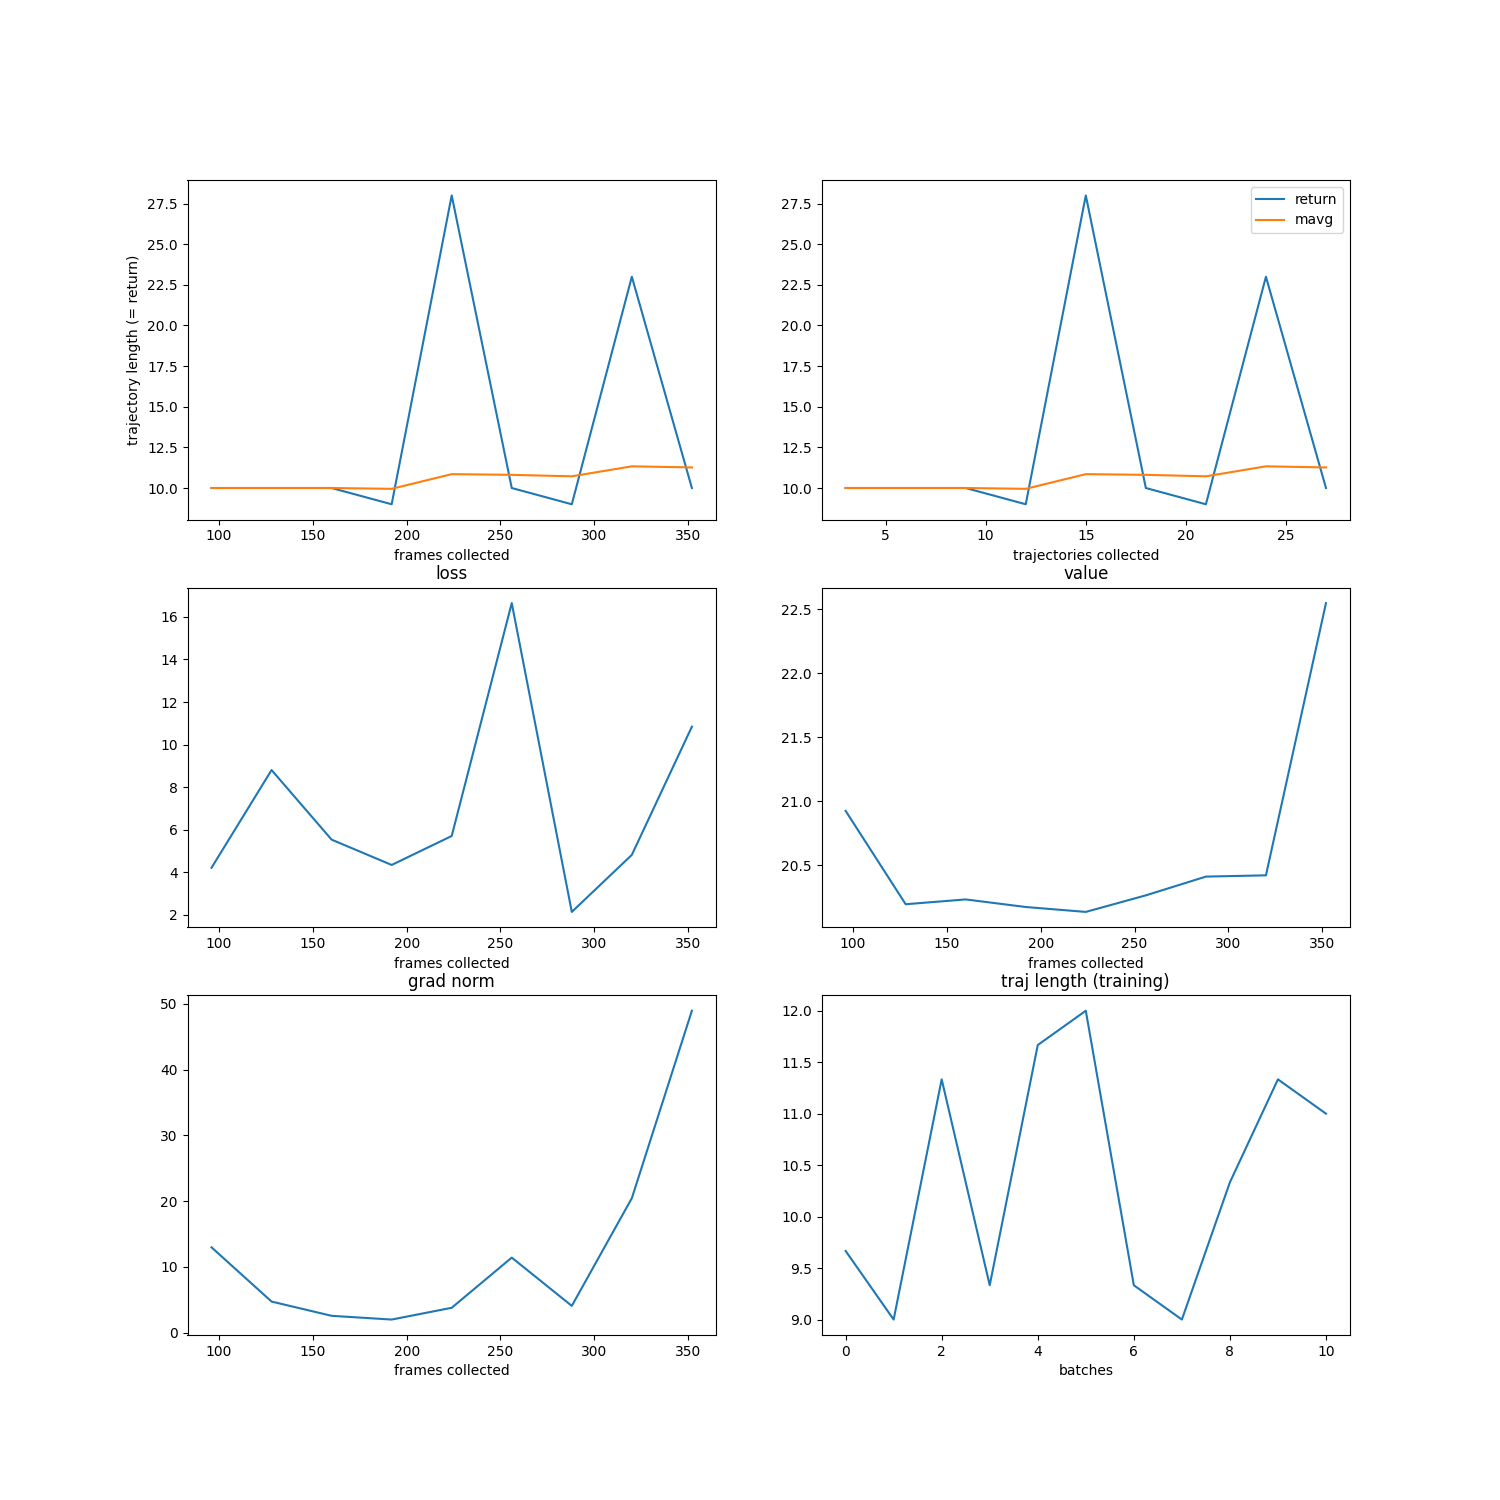 27.5
25.0
22.5
20.0
17.5
15.0
12.5
10.0
trajectory length (= return)
100 150 200 250 300 350
frames collected
return
mavg
27.5
25.0
22.5
20.0
17.5
15.0
12.5
10.0
5 10 15 20 25
trajectories collected
loss
16
14
12
10
8
6
4
2
100 150 200 250 300 350
frames collected
value
22.5
22.0
21.5
21.0
20.5
100 150 200 250 300 350
frames collected
grad norm
50
40
30
20
10
0
100 150 200 250 300 350
frames collected
traj length (training)
12.0
11.5
11.0
10.5
10.0
9.5
9.0
0 2 4 6 8 10
batches